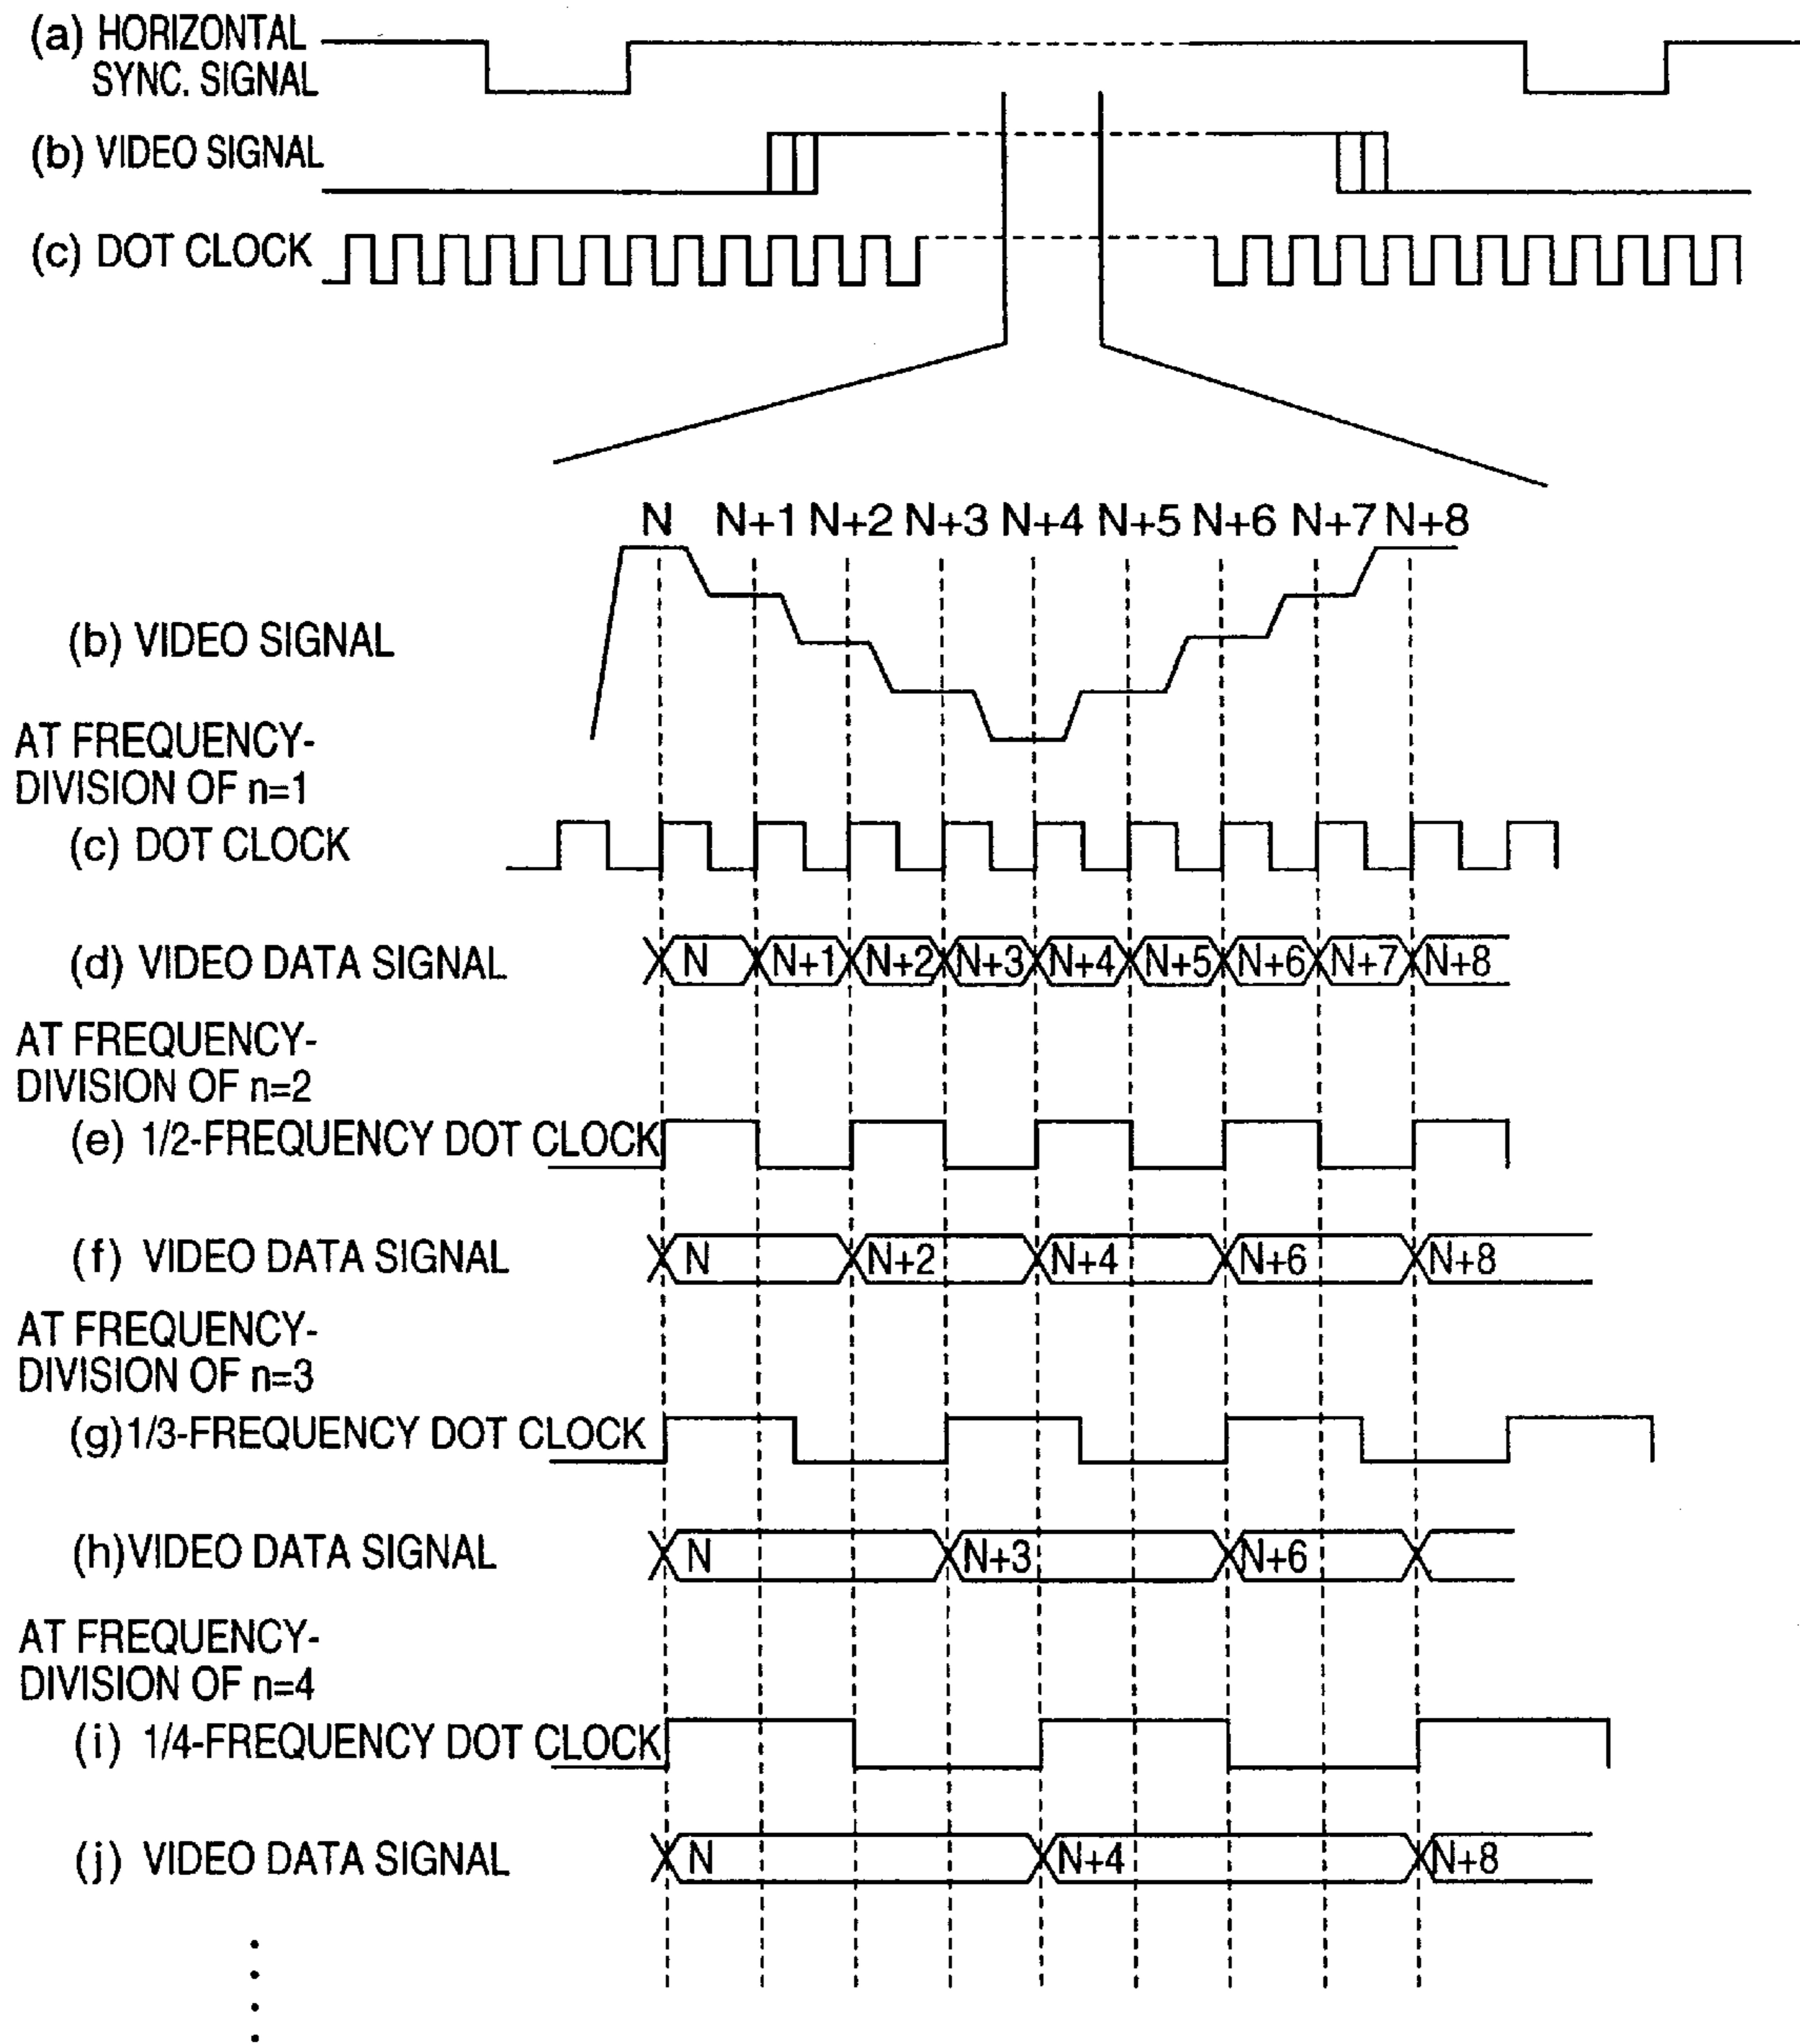 (a) HORIZONTAL
SYNC. SIGNAL
(b) VIDEO SIGNAL
(c) DOT CLOCK
N N+1 N+2 N+3 N+4 N+5 N+6 N+7 N+8
(b) VIDEO SIGNAL
AT FREQUENCY-
DIVISION OF n=1
(c) DOT CLOCK
(d) VIDEO DATA SIGNAL N N+1 N+2 N+3 N+4 N+5 N+6 N+7 N+8
AT FREQUENCY-
DIVISION OF n=2
(e) 1/2-FREQUENCY DOT CLOCK
(f) VIDEO DATA SIGNAL N N+2 N+4 N+6 N+8
AT FREQUENCY-
DIVISION OF n=3
(g)1/3-FREQUENCY DOT CLOCK
(h)VIDEO DATA SIGNAL N N+3 N+6
AT FREQUENCY-
DIVISION OF n=4
(i) 1/4-FREQUENCY DOT CLOCK
(j) VIDEO DATA SIGNAL N N+4 N+8